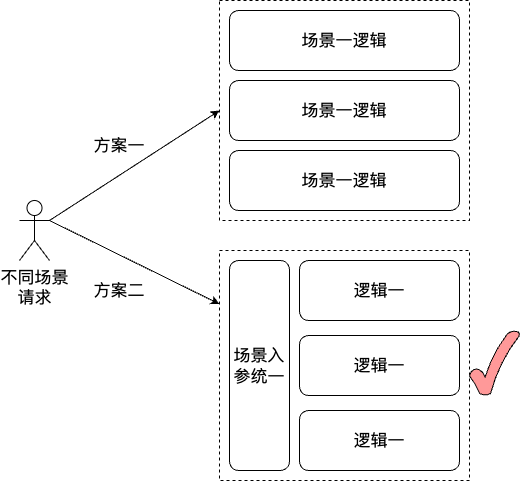 场景一逻辑
场景一逻辑
场景一逻辑
方案一
不同场景
请求
方案二
场景入
参统一
逻辑一
逻辑一
逻辑一